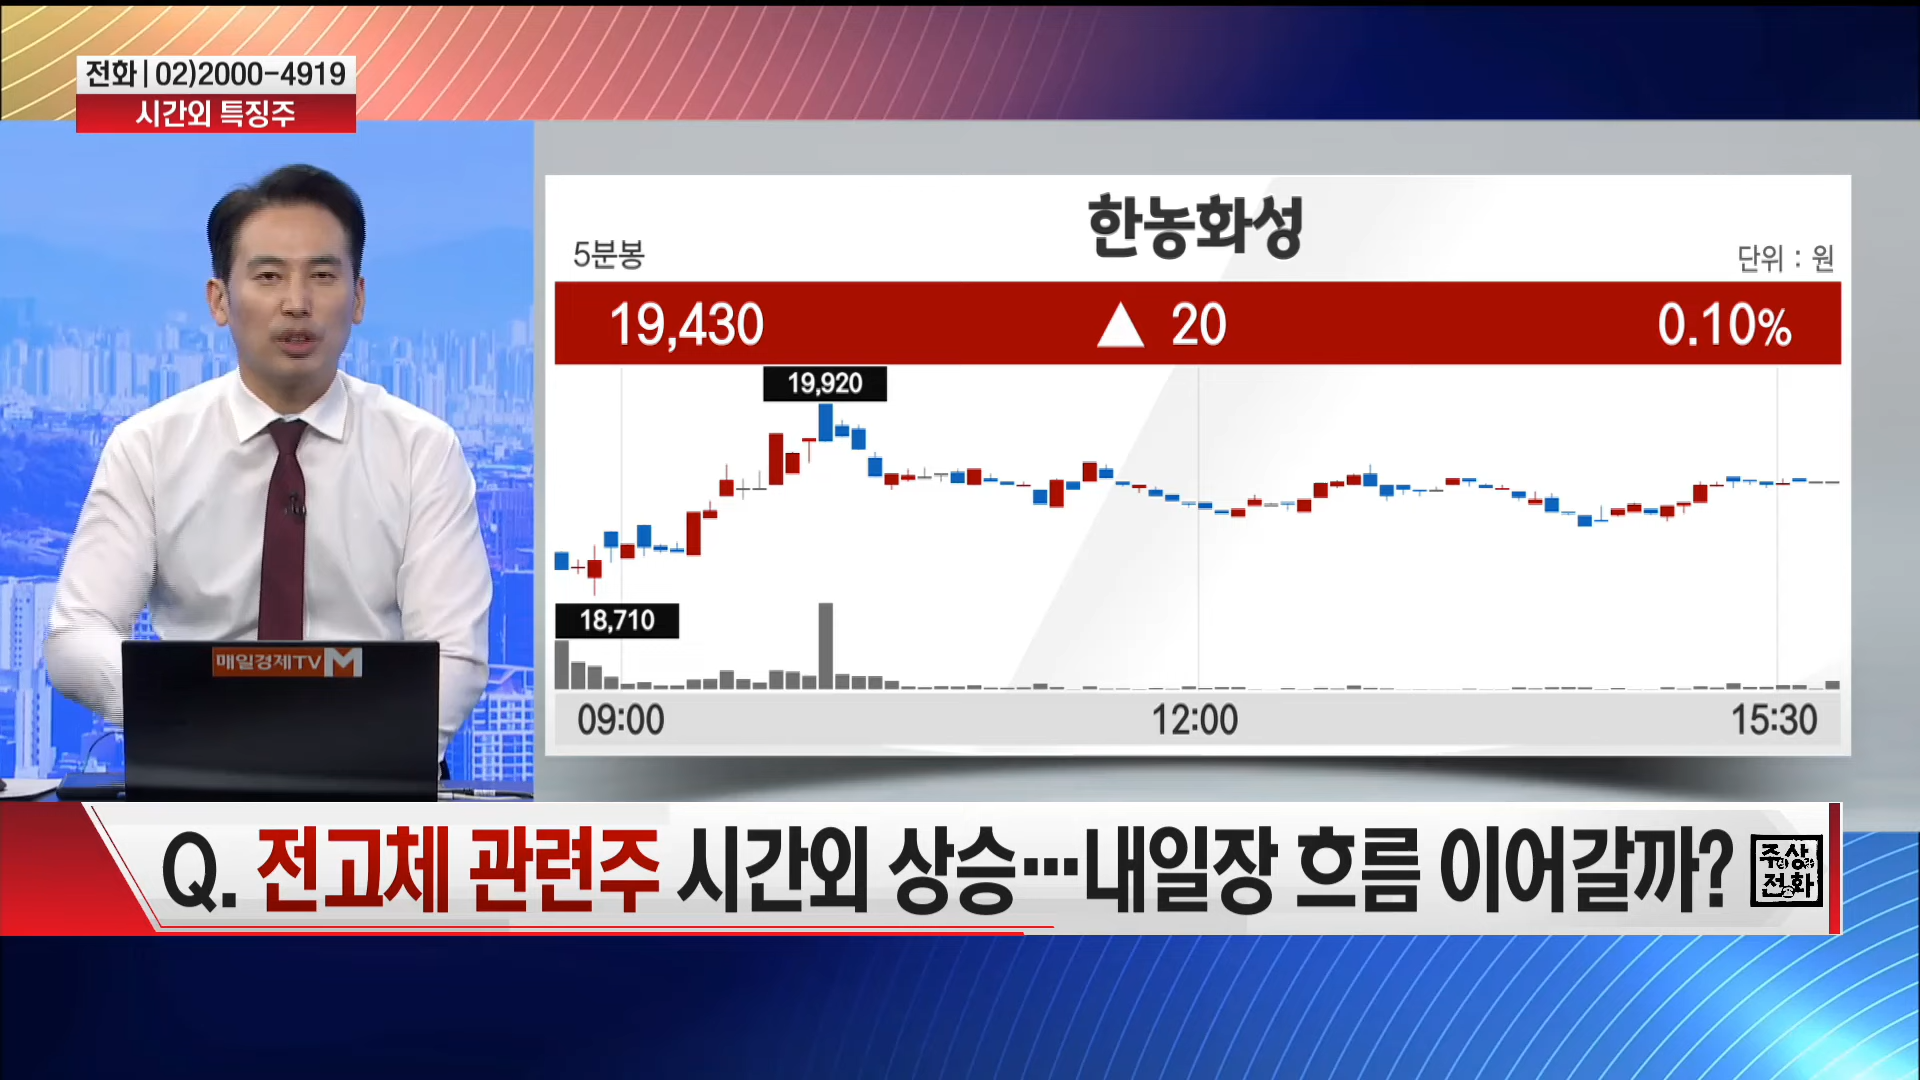 전화 | 02)2000-4919
시간외 특징주
한농화성
5분봉
단위 : 원
19,430 ▲ 20 0.10%
19,920
18,710
09:00 12:00 15:30
매일경제TV M
Q. 전고체 관련주 시간외 상승…내일장 흐름 이어갈까?
주상
전화